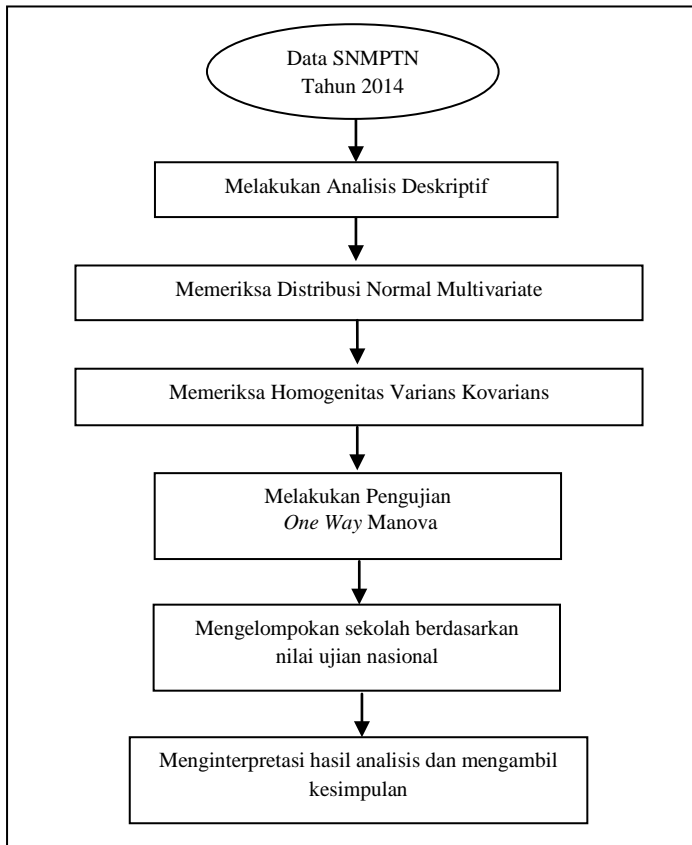 Data SNMPTN
Tahun 2014
Melakukan Analisis Deskriptif
Memeriksa Distribusi Normal Multivariate
Memeriksa Homogenitas Varians Kovarians
Melakukan Pengujian
One Way Manova
Mengelompokan sekolah berdasarkan
nilai ujian nasional
Menginterpretasi hasil analisis dan mengambil
kesimpulan